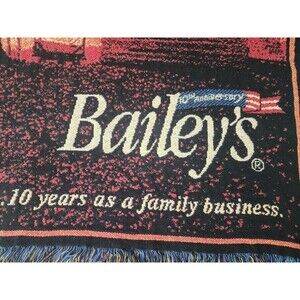 10th Anniversary
Bailey's®
..10 years as a family business.